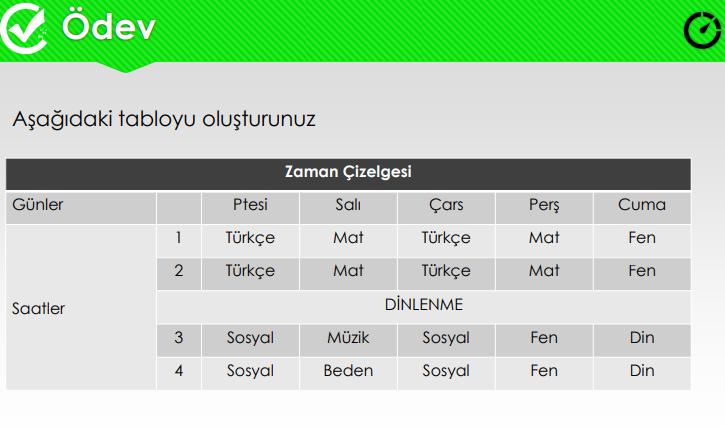 Ödev
Aşağıdaki tabloyu oluşturunuz
Zaman Çizelgesi
Günler Ptesi Salı Çars Perş Cuma
1 Türkçe Mat Türkçe Mat Fen
2 Türkçe Mat Türkçe Mat Fen
Saatler DİNLENME
3 Sosyal Müzik Sosyal Fen Din
4 Sosyal Beden Sosyal Fen Din